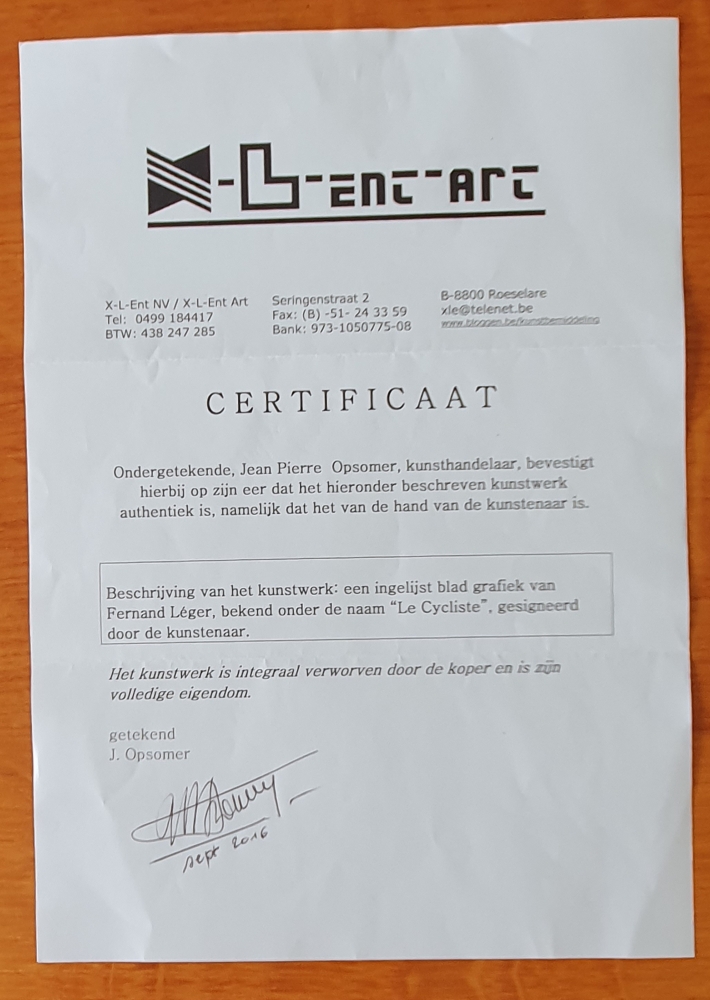 X-L-ENT-ART
X-L-Ent NV / X-L-Ent Art
Tel: 0499 184417
BTW: 438 247 285
Seringenstraat 2
Fax: (B) -51- 24 33 59
Bank: 973-1050775-08
B-8800 Roeselare
xle@telenet.be
www.bloggen.be/kunstbemiddeling
CERTIFICAAT
Ondergetekende, Jean Pierre Opsomer, kunsthandelaar, bevestigt
hierbij op zijn eer dat het hieronder beschreven kunstwerk
authentiek is, namelijk dat het van de hand van de kunstenaar is.
Beschrijving van het kunstwerk: een ingelijst blad grafiek van
Fernand Léger, bekend onder de naam “Le Cycliste”, gesigneerd
door de kunstenaar.
Het kunstwerk is integraal verworven door de koper en is zijn
volledige eigendom.
getekend
J. Opsomer
sept 2016